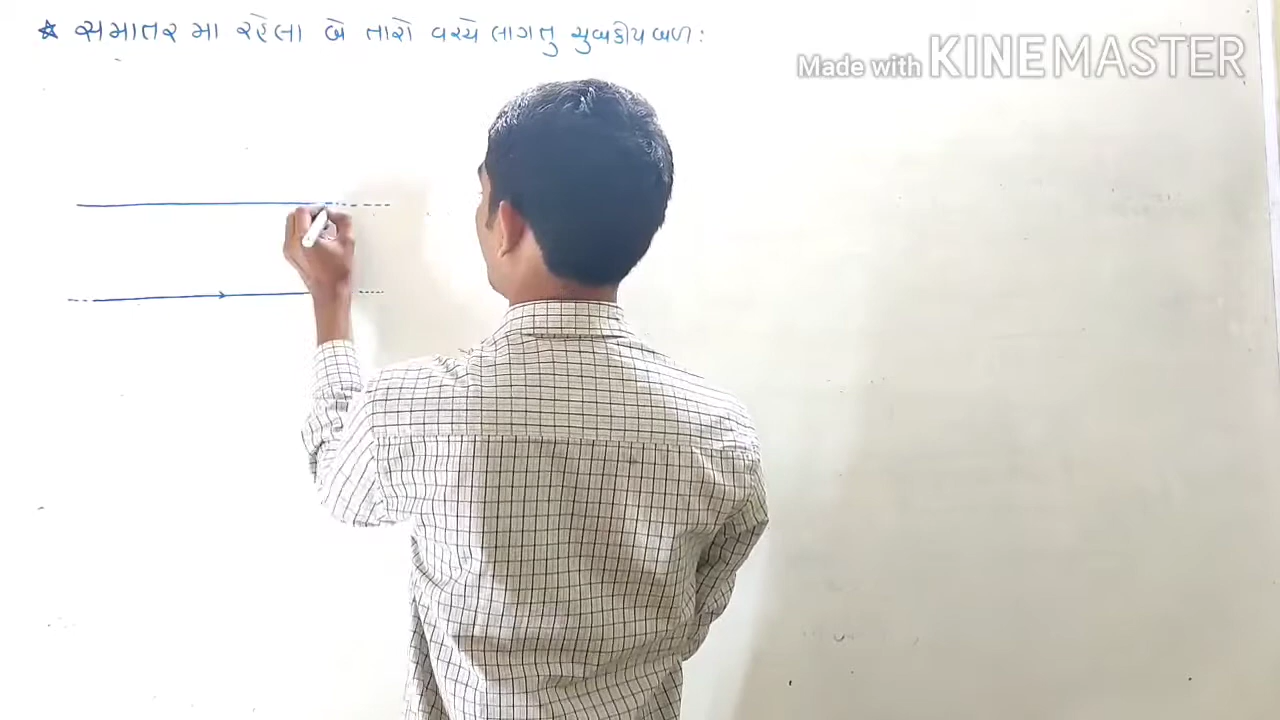 ☆ સમાતર મા રહેલા બે તારો વચ્ચે લાગતુ ચુંબકીય બળ :
Made with KINEMASTER